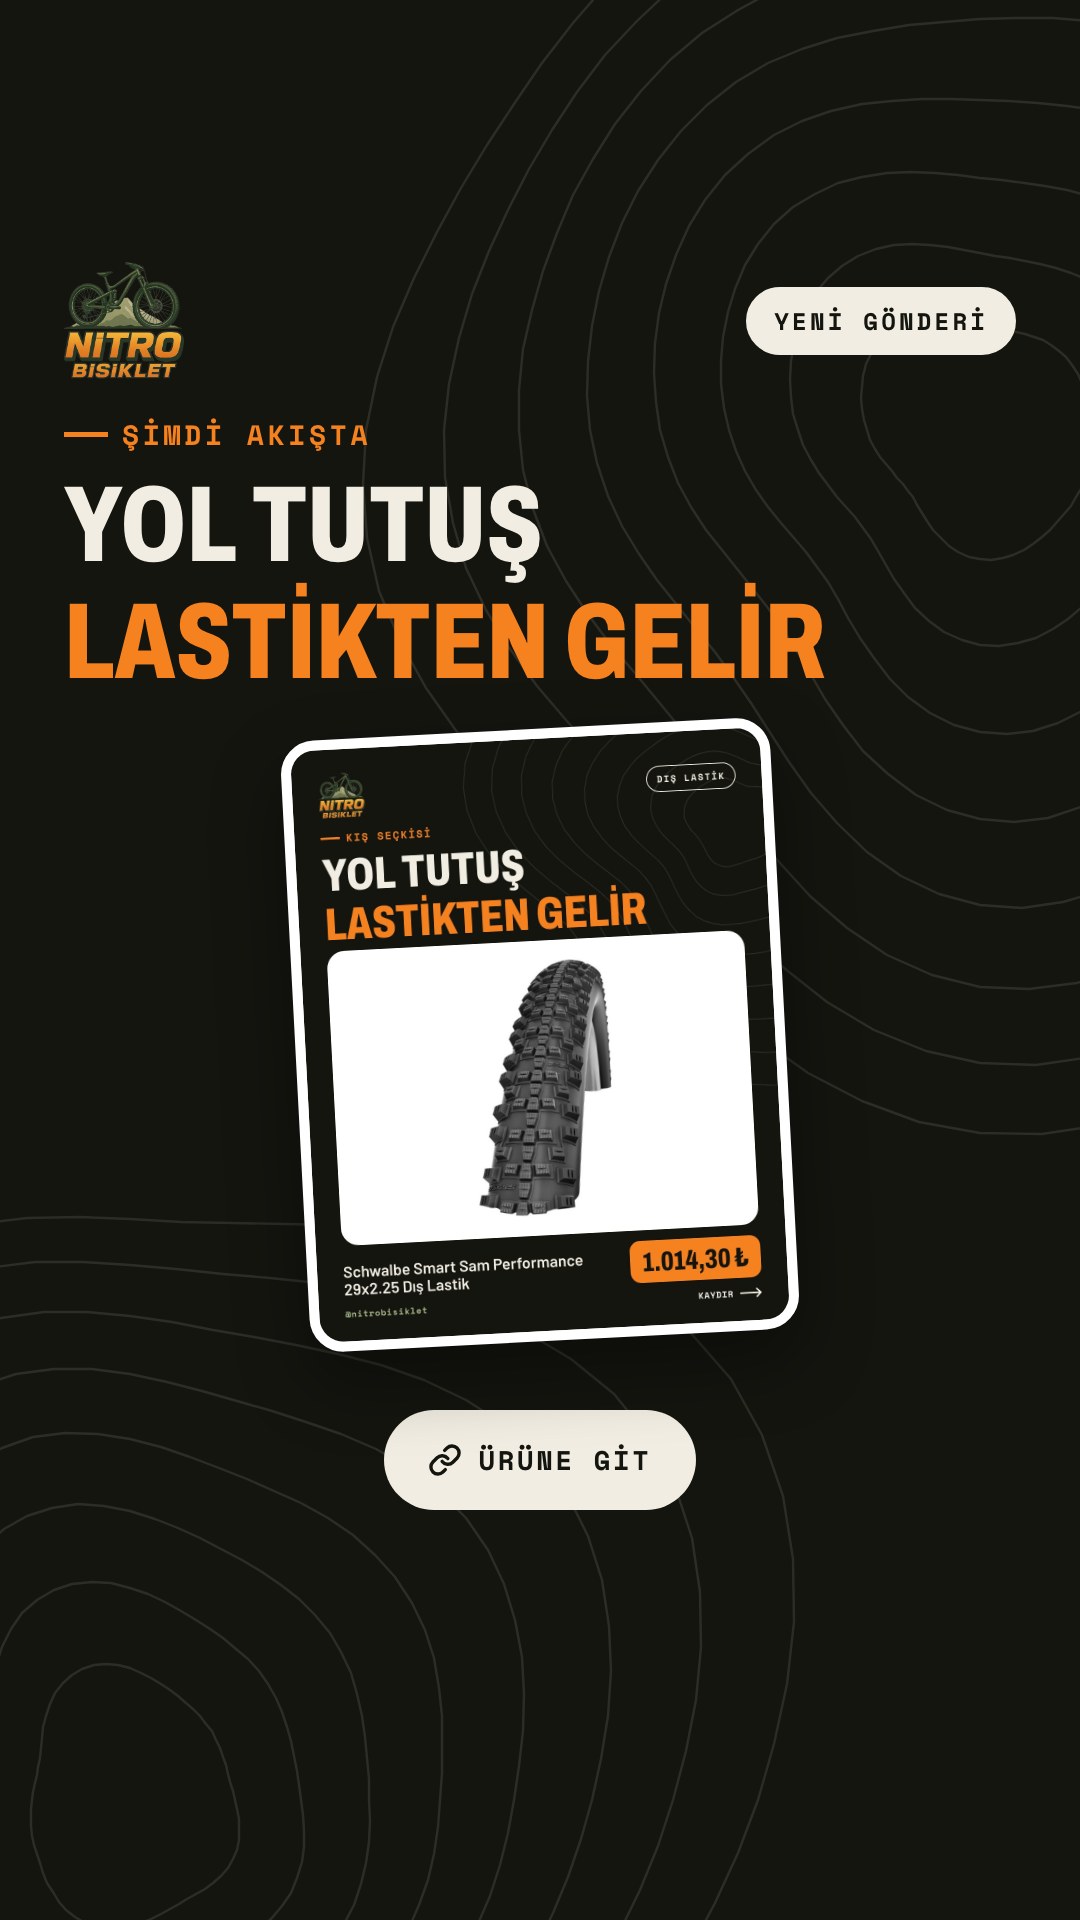 NiTRO
BiSiKLET
YENİ GÖNDERİ
ŞİMDİ AKIŞTA
YOL TUTUŞ
LASTİKTEN GELİR
NiTRO
BiSiKLET
DIŞ LASTİK
KIŞ SEÇKİSİ
YOL TUTUŞ
LASTİKTEN GELİR
Schwalbe Smart Sam Performance
29x2.25 Dış Lastik
1.014,30 ₺
@nitrobisiklet
KAYDIR
ÜRÜNE GİT